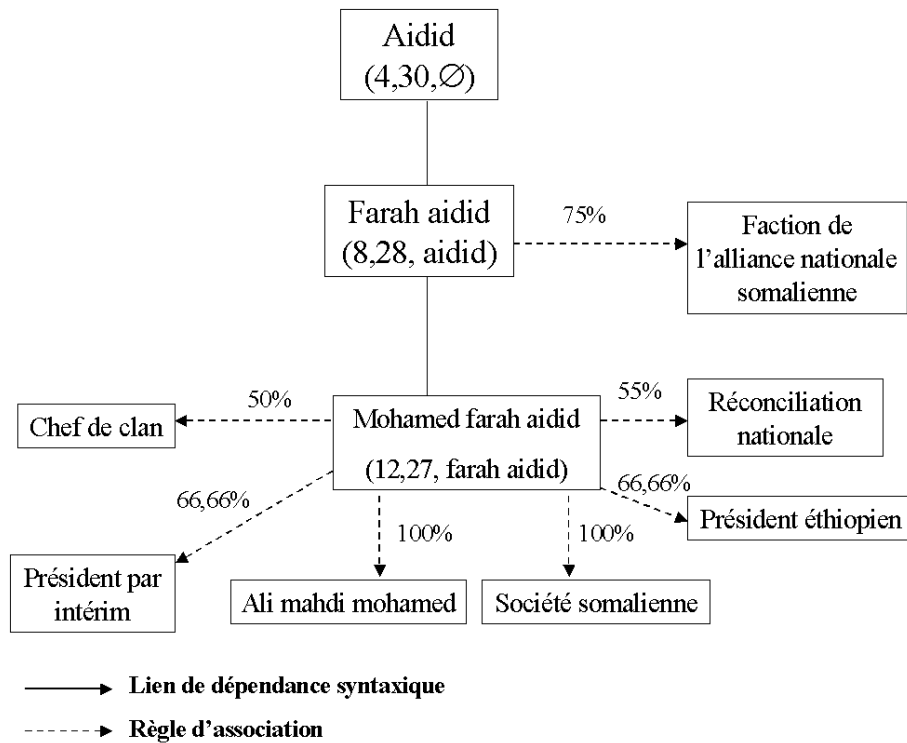 Aidid
(4,30,∅)
Farah aidid
(8,28, aidid)
75%
Faction de
l'alliance nationale
somalienne
Chef de clan
50%
Mohamed farah aidid
(12,27, farah aidid)
55%
Réconciliation
nationale
66,66%
66,66%
Président éthiopien
100%
100%
Président par
intérim
Ali mahdi mohamed
Société somalienne
Lien de dépendance syntaxique
Règle d'association